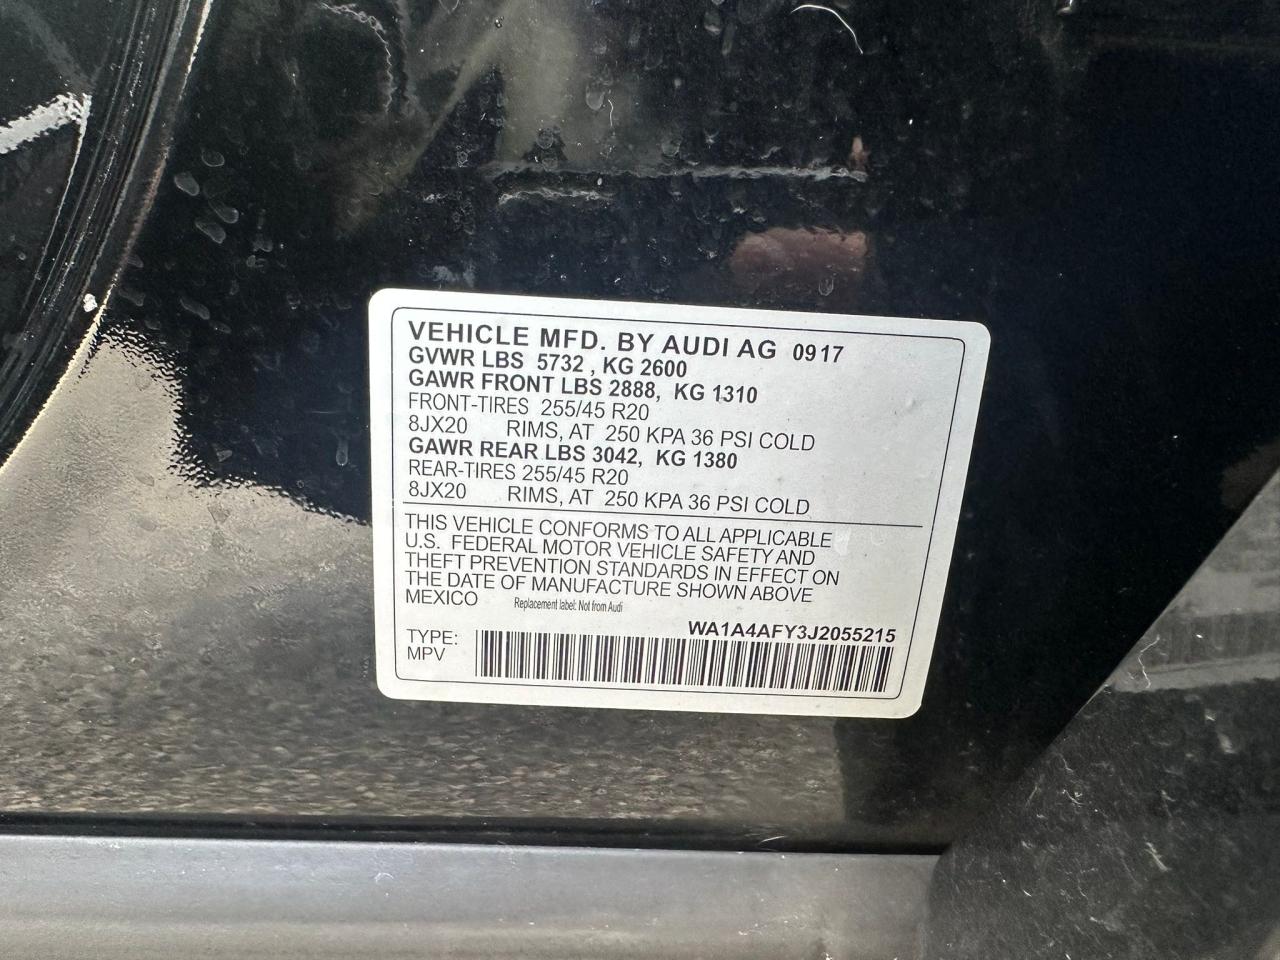 VEHICLE MFD. BY AUDI AG 0917
GVWR LBS 5732 , KG 2600
GAWR FRONT LBS 2888, KG 1310
FRONT-TIRES 255/45 R20
8JX20 RIMS, AT 250 KPA 36 PSI COLD
GAWR REAR LBS 3042, KG 1380
REAR-TIRES 255/45 R20
8JX20 RIMS, AT 250 KPA 36 PSI COLD
THIS VEHICLE CONFORMS TO ALL APPLICABLE
U.S. FEDERAL MOTOR VEHICLE SAFETY AND
THEFT PREVENTION STANDARDS IN EFFECT ON
THE DATE OF MANUFACTURE SHOWN ABOVE
MEXICO Replacement label: Not from Audi
WA1A4AFY3J2055215
TYPE:
MPV